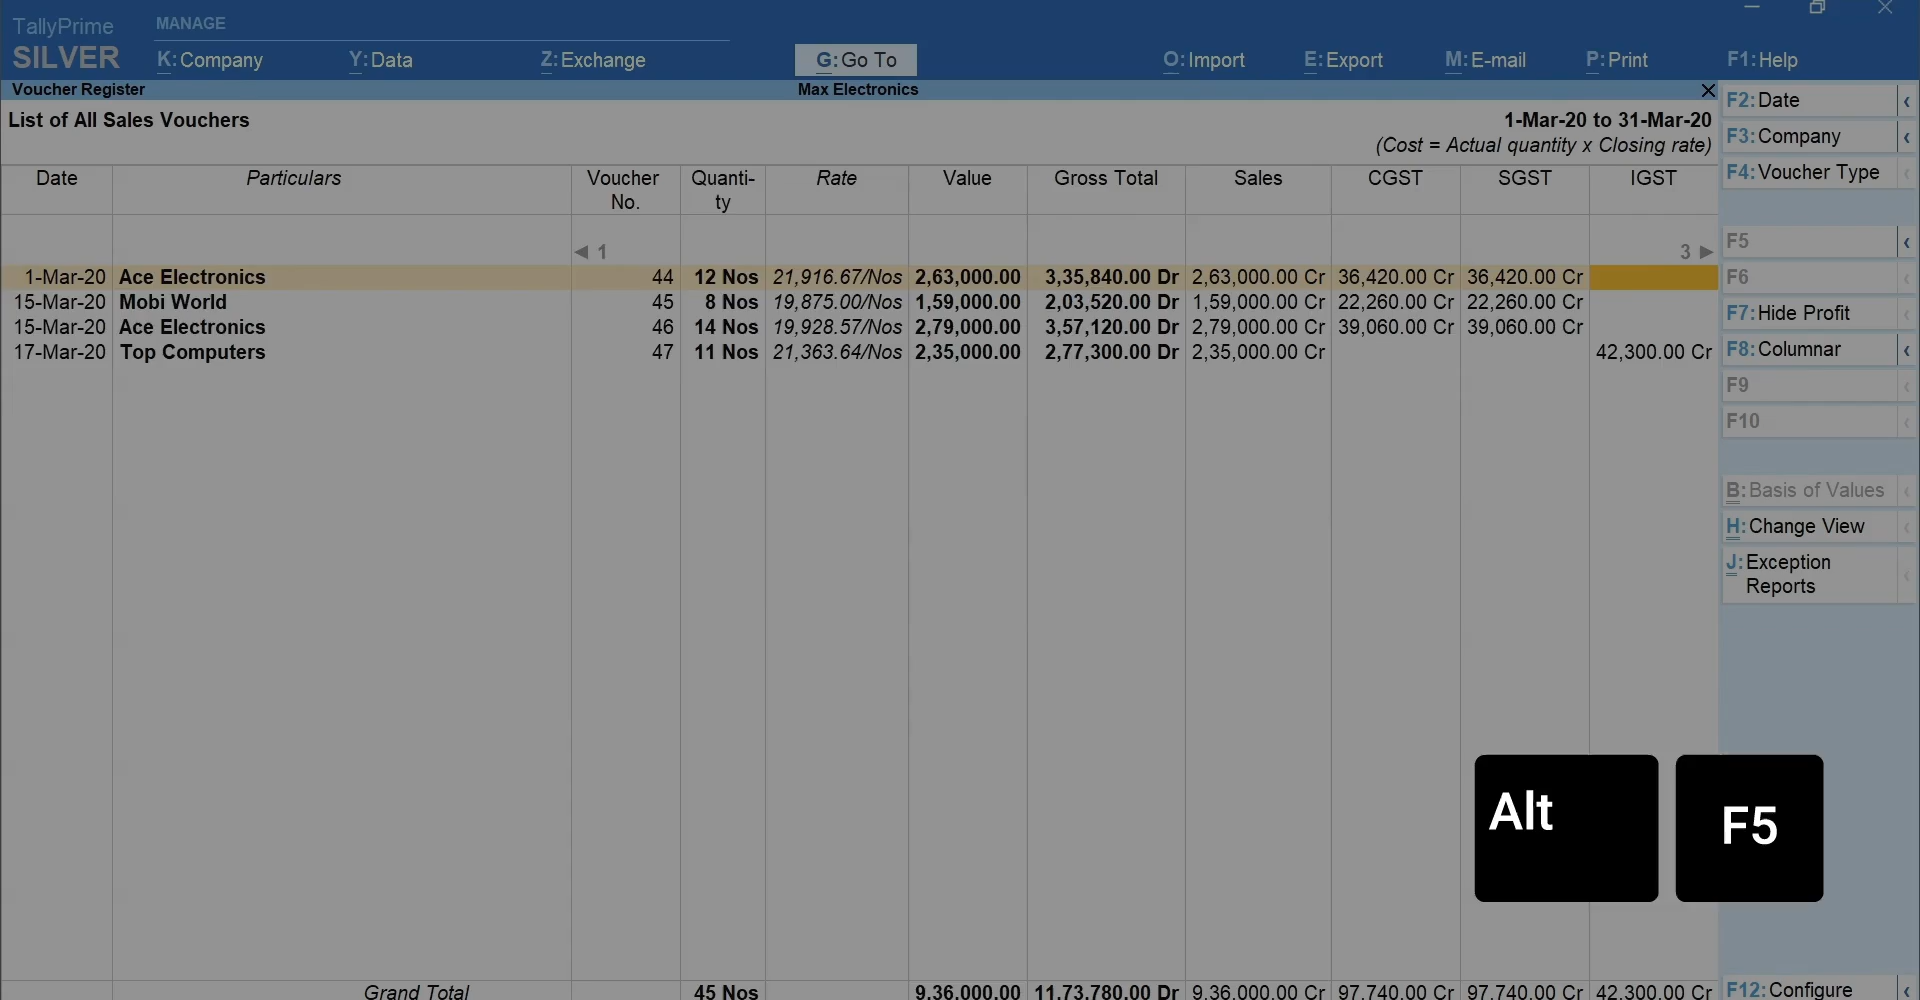 TallyPrime
SILVER
MANAGE
K:Company
Y:Data
Z:Exchange
G:Go To
O:Import
E:Export
M:E-mail
P:Print
F1:Help
Voucher Register
Max Electronics
List of All Sales Vouchers
1-Mar-20 to 31-Mar-20
(Cost = Actual quantity x Closing rate)
Date Particulars Voucher Quanti- Rate Value Gross Total Sales CGST SGST IGST
No. ty
1 3
1-Mar-20 Ace Electronics 44 12 Nos 21,916.67/Nos 2,63,000.00 3,35,840.00 Dr 2,63,000.00 Cr 36,420.00 Cr 36,420.00 Cr
15-Mar-20 Mobi World 45 8 Nos 19,875.00/Nos 1,59,000.00 2,03,520.00 Dr 1,59,000.00 Cr 22,260.00 Cr 22,260.00 Cr
15-Mar-20 Ace Electronics 46 14 Nos 19,928.57/Nos 2,79,000.00 3,57,120.00 Dr 2,79,000.00 Cr 39,060.00 Cr 39,060.00 Cr
17-Mar-20 Top Computers 47 11 Nos 21,363.64/Nos 2,35,000.00 2,77,300.00 Dr 2,35,000.00 Cr 42,300.00 Cr
Grand Total 45 Nos 9,36,000.00 11,73,780.00 Dr 9,36,000.00 Cr 97,740.00 Cr 97,740.00 Cr 42,300.00 Cr
F2:Date
F3:Company
F4:Voucher Type
F5
F6
F7:Hide Profit
F8:Columnar
F9
F10
B:Basis of Values
H:Change View
J:Exception
Reports
F12:Configure
Alt
F5